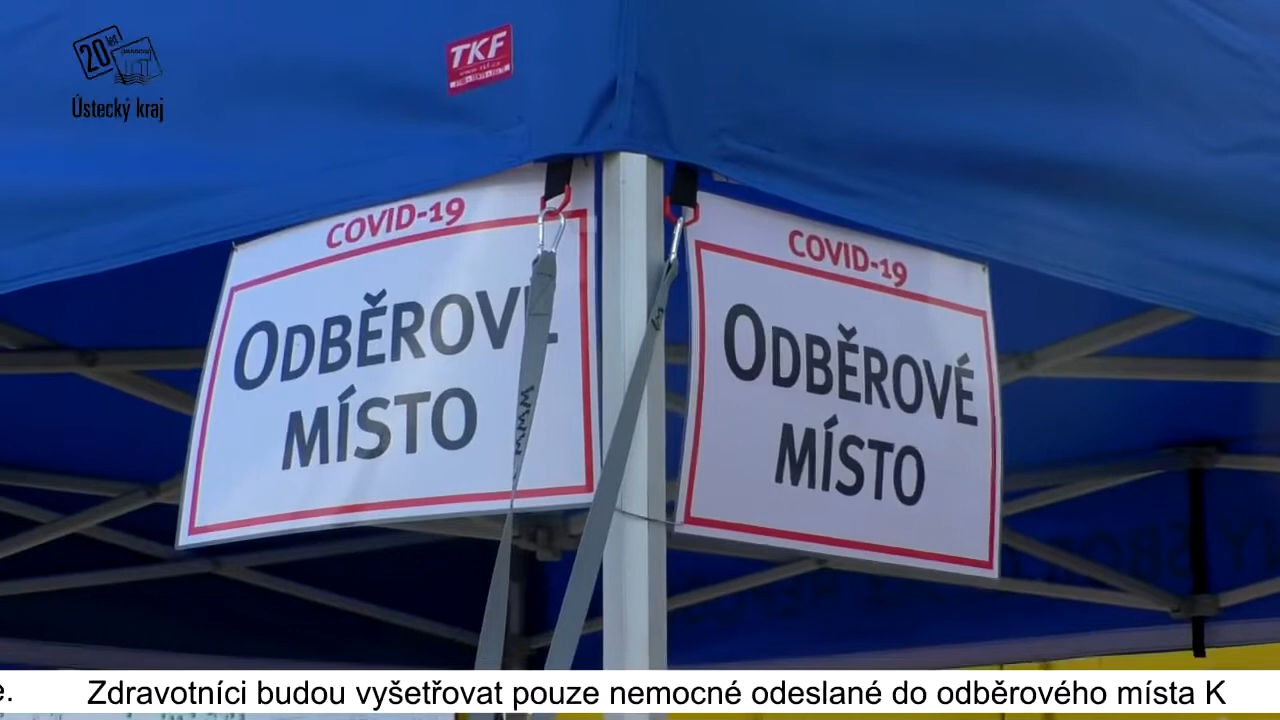 20 let
Ústecký kraj
TKF
COVID-19
ODBĚROVÉ
MÍSTO
COVID-19
ODBĚROVÉ
MÍSTO
e. Zdravotníci budou vyšetřovat pouze nemocné odeslané do odběrového místa K